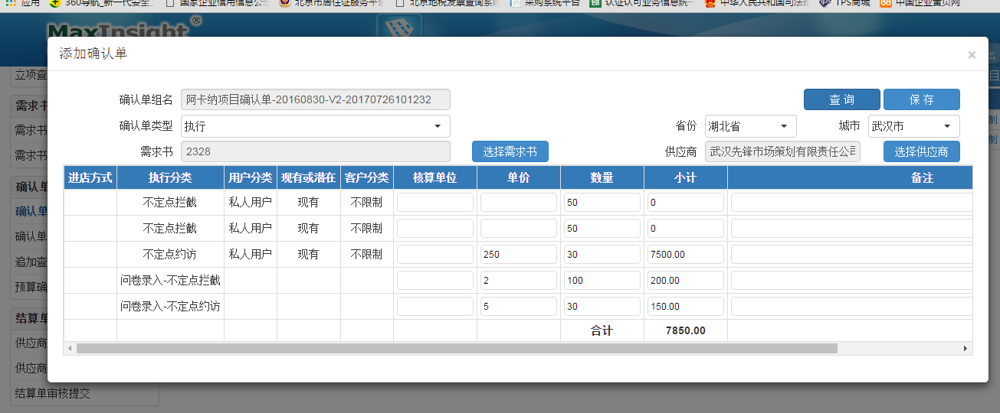 应用 360导航_新一代安全 国家企业信用信息公示 北京市居住证服务平台 北京地税发票查询系统 采购系统平台 认证认可业务信息统一 中华人民共和国司法部 TPS商城 中国企业黄页网
MaxInsight®
添加确认单 ×
确认单组名 阿卡纳项目确认单-20160830-V2-20170726101232 查 询 保 存
确认单类型 执行 省份 湖北省 城市 武汉市
需求书 2328 选择需求书 供应商 武汉先锋市场策划有限责任公司 选择供应商
进店方式 执行分类 用户分类 现有或潜在 客户分类 核算单位 单价 数量 小计 备注
不定点拦截 私人用户 现有 不限制 50 0
不定点拦截 私人用户 现有 不限制 50 0
不定点约访 私人用户 现有 不限制 250 30 7500.00
问卷录入-不定点拦截 2 100 200.00
问卷录入-不定点约访 5 30 150.00
合计 7850.00
立项查
需求书
需求书
需求书
确认单
确认单
确认单
追加查
预算确
结算单
供应商
供应商
结算单审核提交
出
目
制
制